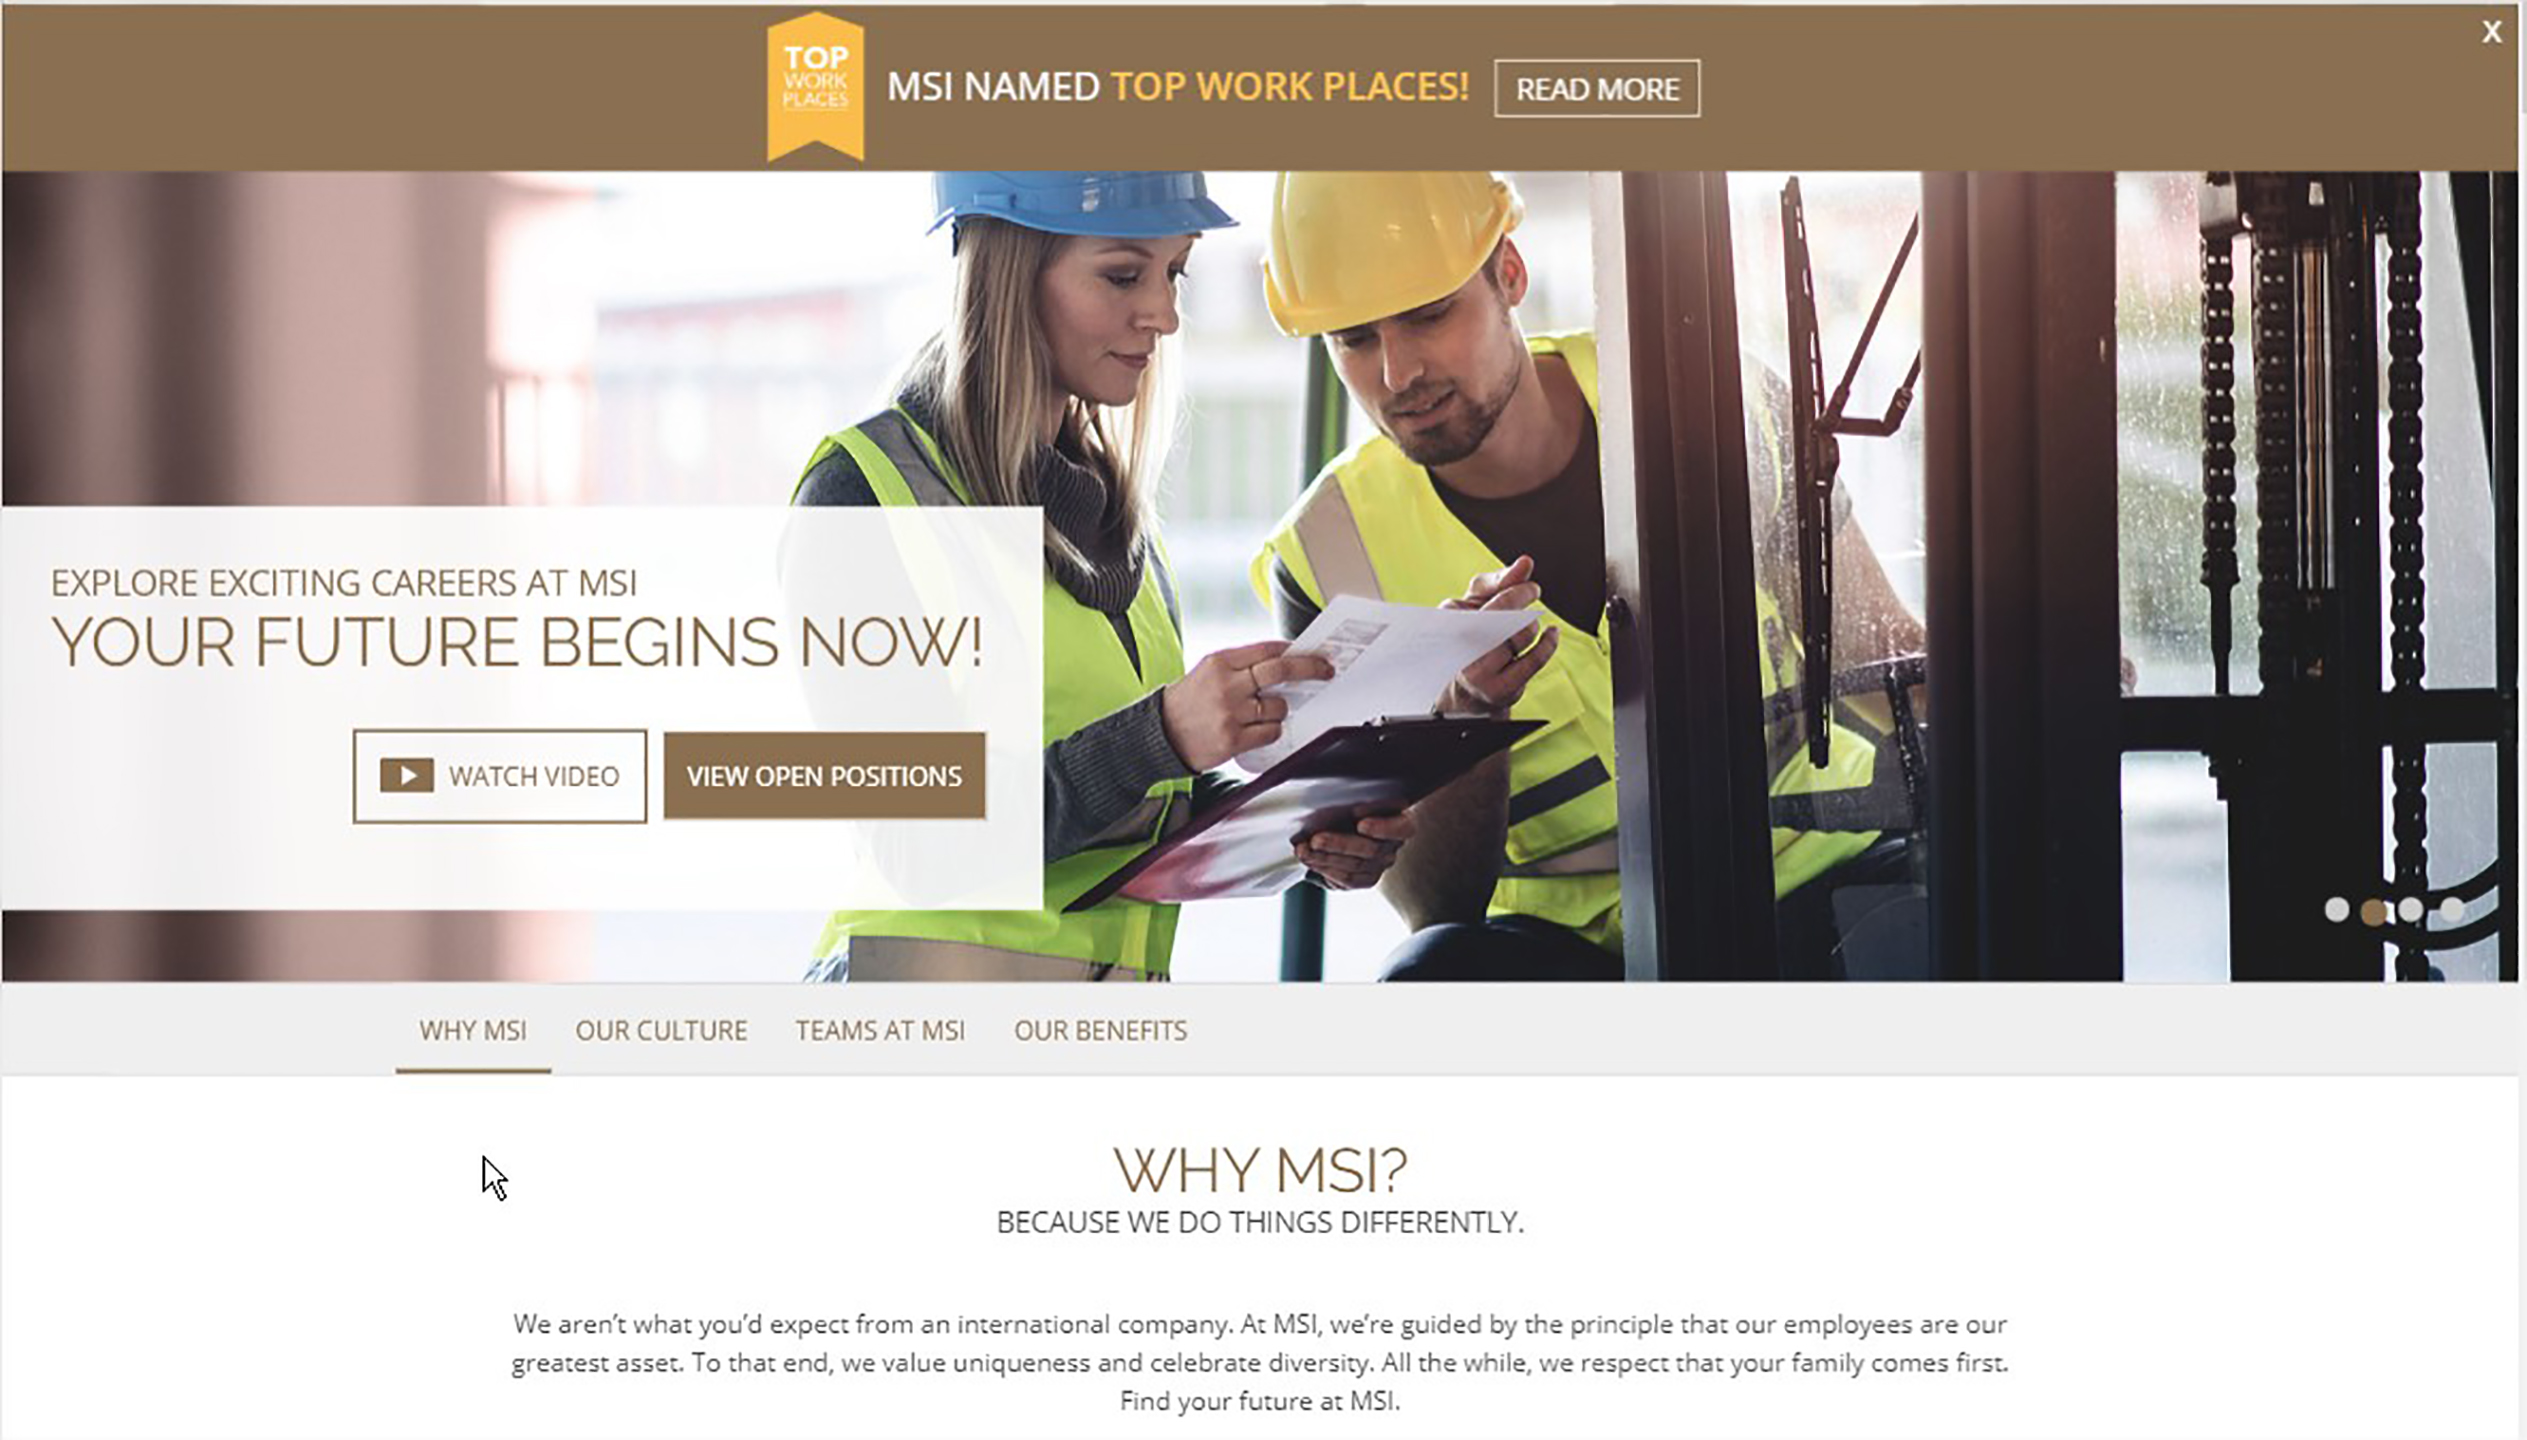 TOP
WORK
PLACES
MSI NAMED TOP WORK PLACES!
READ MORE
X
EXPLORE EXCITING CAREERS AT MSI
YOUR FUTURE BEGINS NOW!
WATCH VIDEO
VIEW OPEN POSITIONS
WHY MSI
OUR CULTURE
TEAMS AT MSI
OUR BENEFITS
WHY MSI?
BECAUSE WE DO THINGS DIFFERENTLY.
We aren’t what you’d expect from an international company. At MSI, we’re guided by the principle that our employees are our
greatest asset. To that end, we value uniqueness and celebrate diversity. All the while, we respect that your family comes first.
Find your future at MSI.